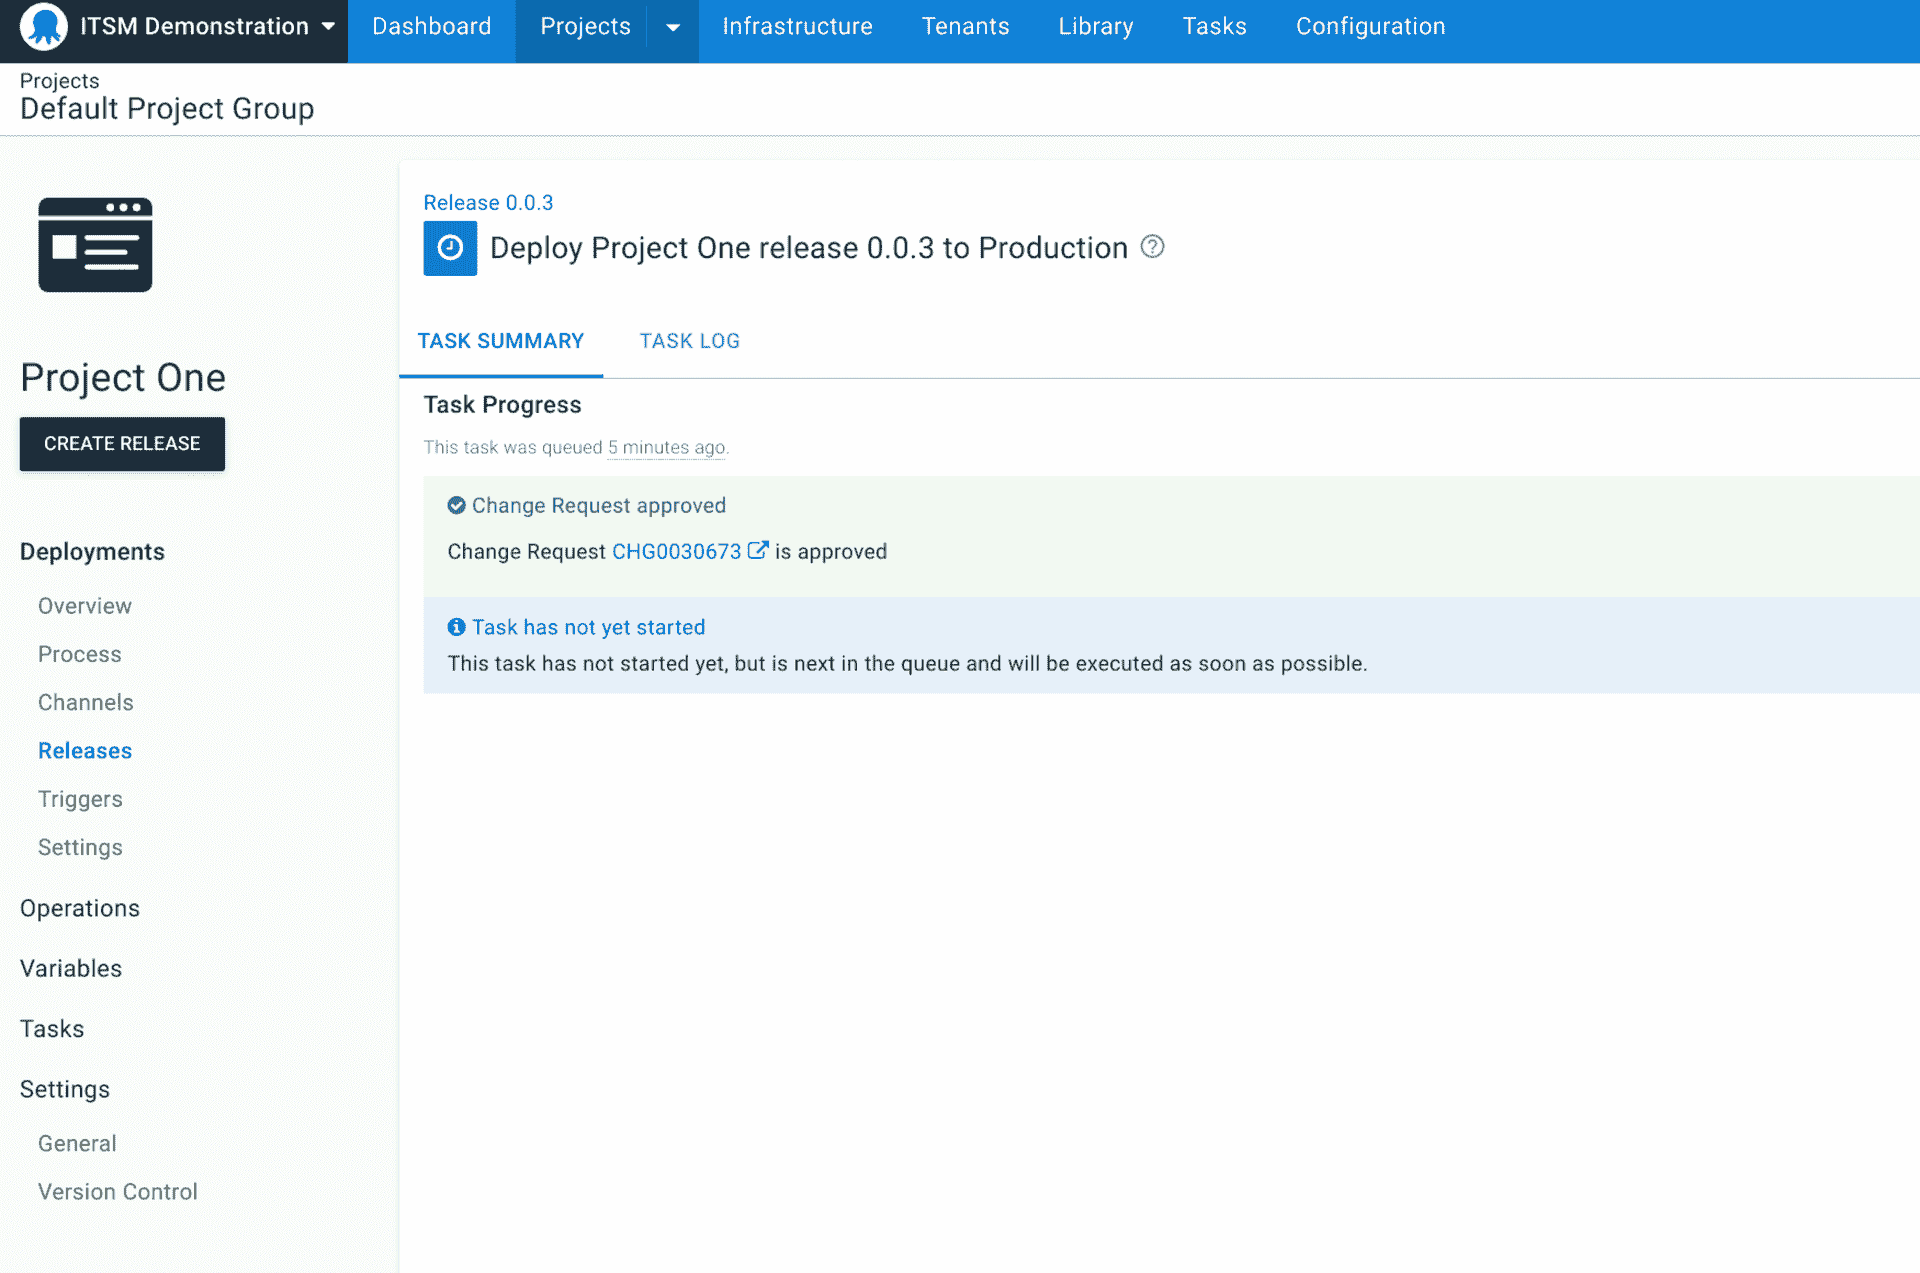 ITSM Demonstration
Dashboard
Projects
Infrastructure
Tenants
Library
Tasks
Configuration
Projects
Default Project Group
Project One
CREATE RELEASE
Deployments
Overview
Process
Channels
Releases
Triggers
Settings
Operations
Variables
Tasks
Settings
General
Version Control
Release 0.0.3
Deploy Project One release 0.0.3 to Production
TASK SUMMARY
TASK LOG
Task Progress
This task was queued 5 minutes ago.
Change Request approved
Change Request CHG0030673 is approved
Task has not yet started
This task has not started yet, but is next in the queue and will be executed as soon as possible.